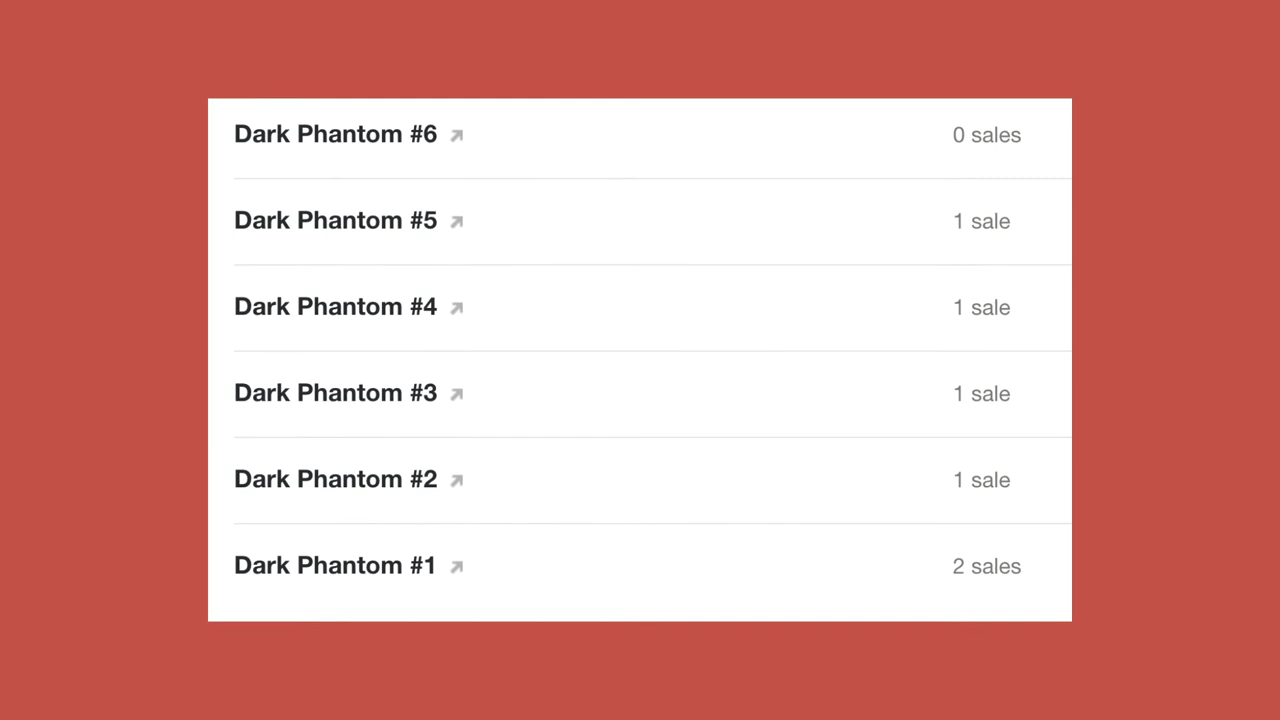 Dark Phantom #6 0 sales
Dark Phantom #5 1 sale
Dark Phantom #4 1 sale
Dark Phantom #3 1 sale
Dark Phantom #2 1 sale
Dark Phantom #1 2 sales